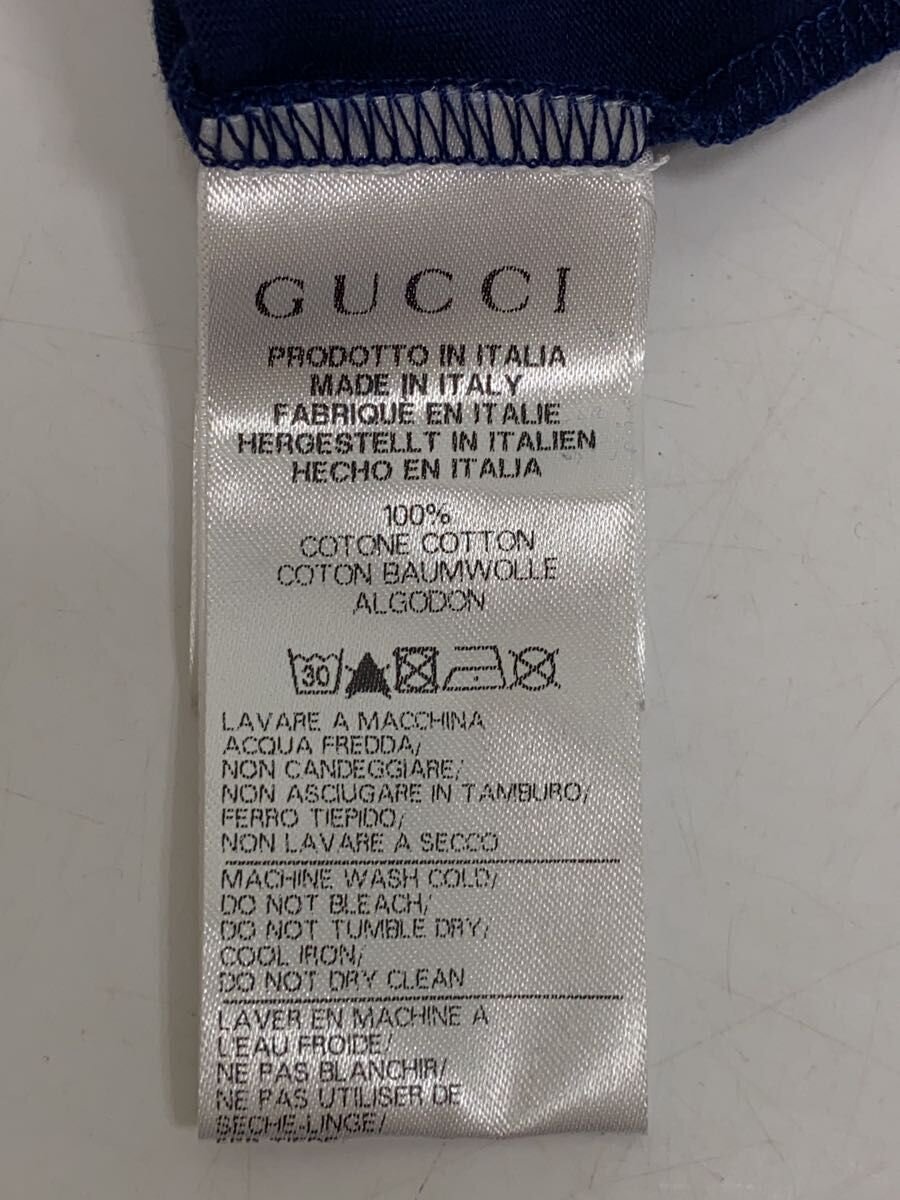 GUCCI
PRODOTTO IN ITALIA
MADE IN ITALY
FABRIQUE EN ITALIE
HERGESTELLT IN ITALIEN
HECHO EN ITALIA
100%
COTONE COTTON
COTON BAUMWOLLE
ALGODON
30
LAVARE A MACCHINA
ACQUA FREDDA/
NON CANDEGGIARE/
NON ASCIUGARE IN TAMBURO/
FERRO TIEPIDO/
NON LAVARE A SECCO
MACHINE WASH COLD/
DO NOT BLEACH/
DO NOT TUMBLE DRY/
COOL IRON/
DO NOT DRY CLEAN
LAVER EN MACHINE A
L'EAU FROIDE/
NE PAS BLANCHIR/
NE PAS UTILISER DE
SECHE-LINGE/